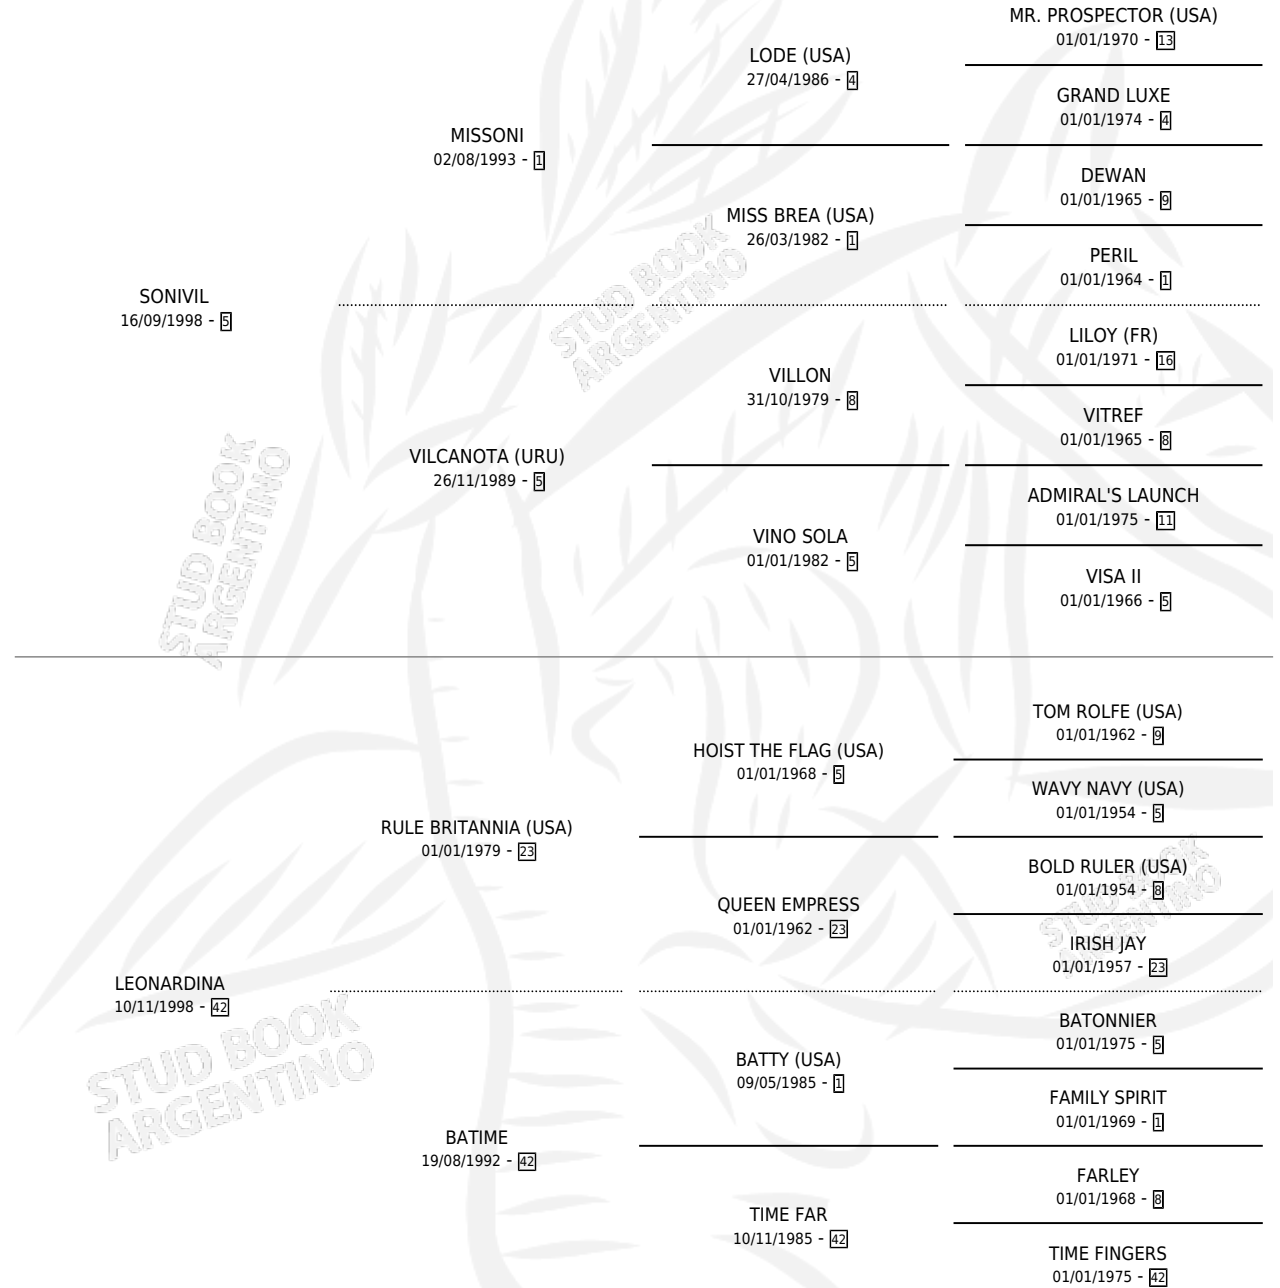 MR. PROSPECTOR (USA)
01/01/1970 - 13
LODE (USA)
27/04/1986 - 4
GRAND LUXE
01/01/1974 - 4
MISSONI
02/08/1993 - 1
DEWAN
01/01/1965 - 9
MISS BREA (USA)
26/03/1982 - 1
PERIL
01/01/1964 - 1
SONIVIL
16/09/1998 - 5
STUD BOOK
ARGENTINO
LILOY (FR)
01/01/1971 - 16
VILLON
31/10/1979 - 8
VITREF
01/01/1965 - 8
VILCANOTA (URU)
26/11/1989 - 5
ADMIRAL'S LAUNCH
01/01/1975 - 11
VINO SOLA
01/01/1982 - 5
VISA II
01/01/1966 - 5
STUD BOOK
ARGENTINO
TOM ROLFE (USA)
01/01/1962 - 9
HOIST THE FLAG (USA)
01/01/1968 - 5
WAVY NAVY (USA)
01/01/1954 - 5
RULE BRITANNIA (USA)
01/01/1979 - 23
BOLD RULER (USA)
01/01/1954 - 8
QUEEN EMPRESS
01/01/1962 - 23
STUD BOOK
ARGENTINO
IRISH JAY
01/01/1957 - 23
LEONARDINA
10/11/1998 - 42
BATONNIER
01/01/1975 - 5
BATTY (USA)
09/05/1985 - 1
STUD BOOK
ARGENTINO
FAMILY SPIRIT
01/01/1969 - 1
BATIME
19/08/1992 - 42
FARLEY
01/01/1968 - 8
TIME FAR
10/11/1985 - 42
TIME FINGERS
01/01/1975 - 42